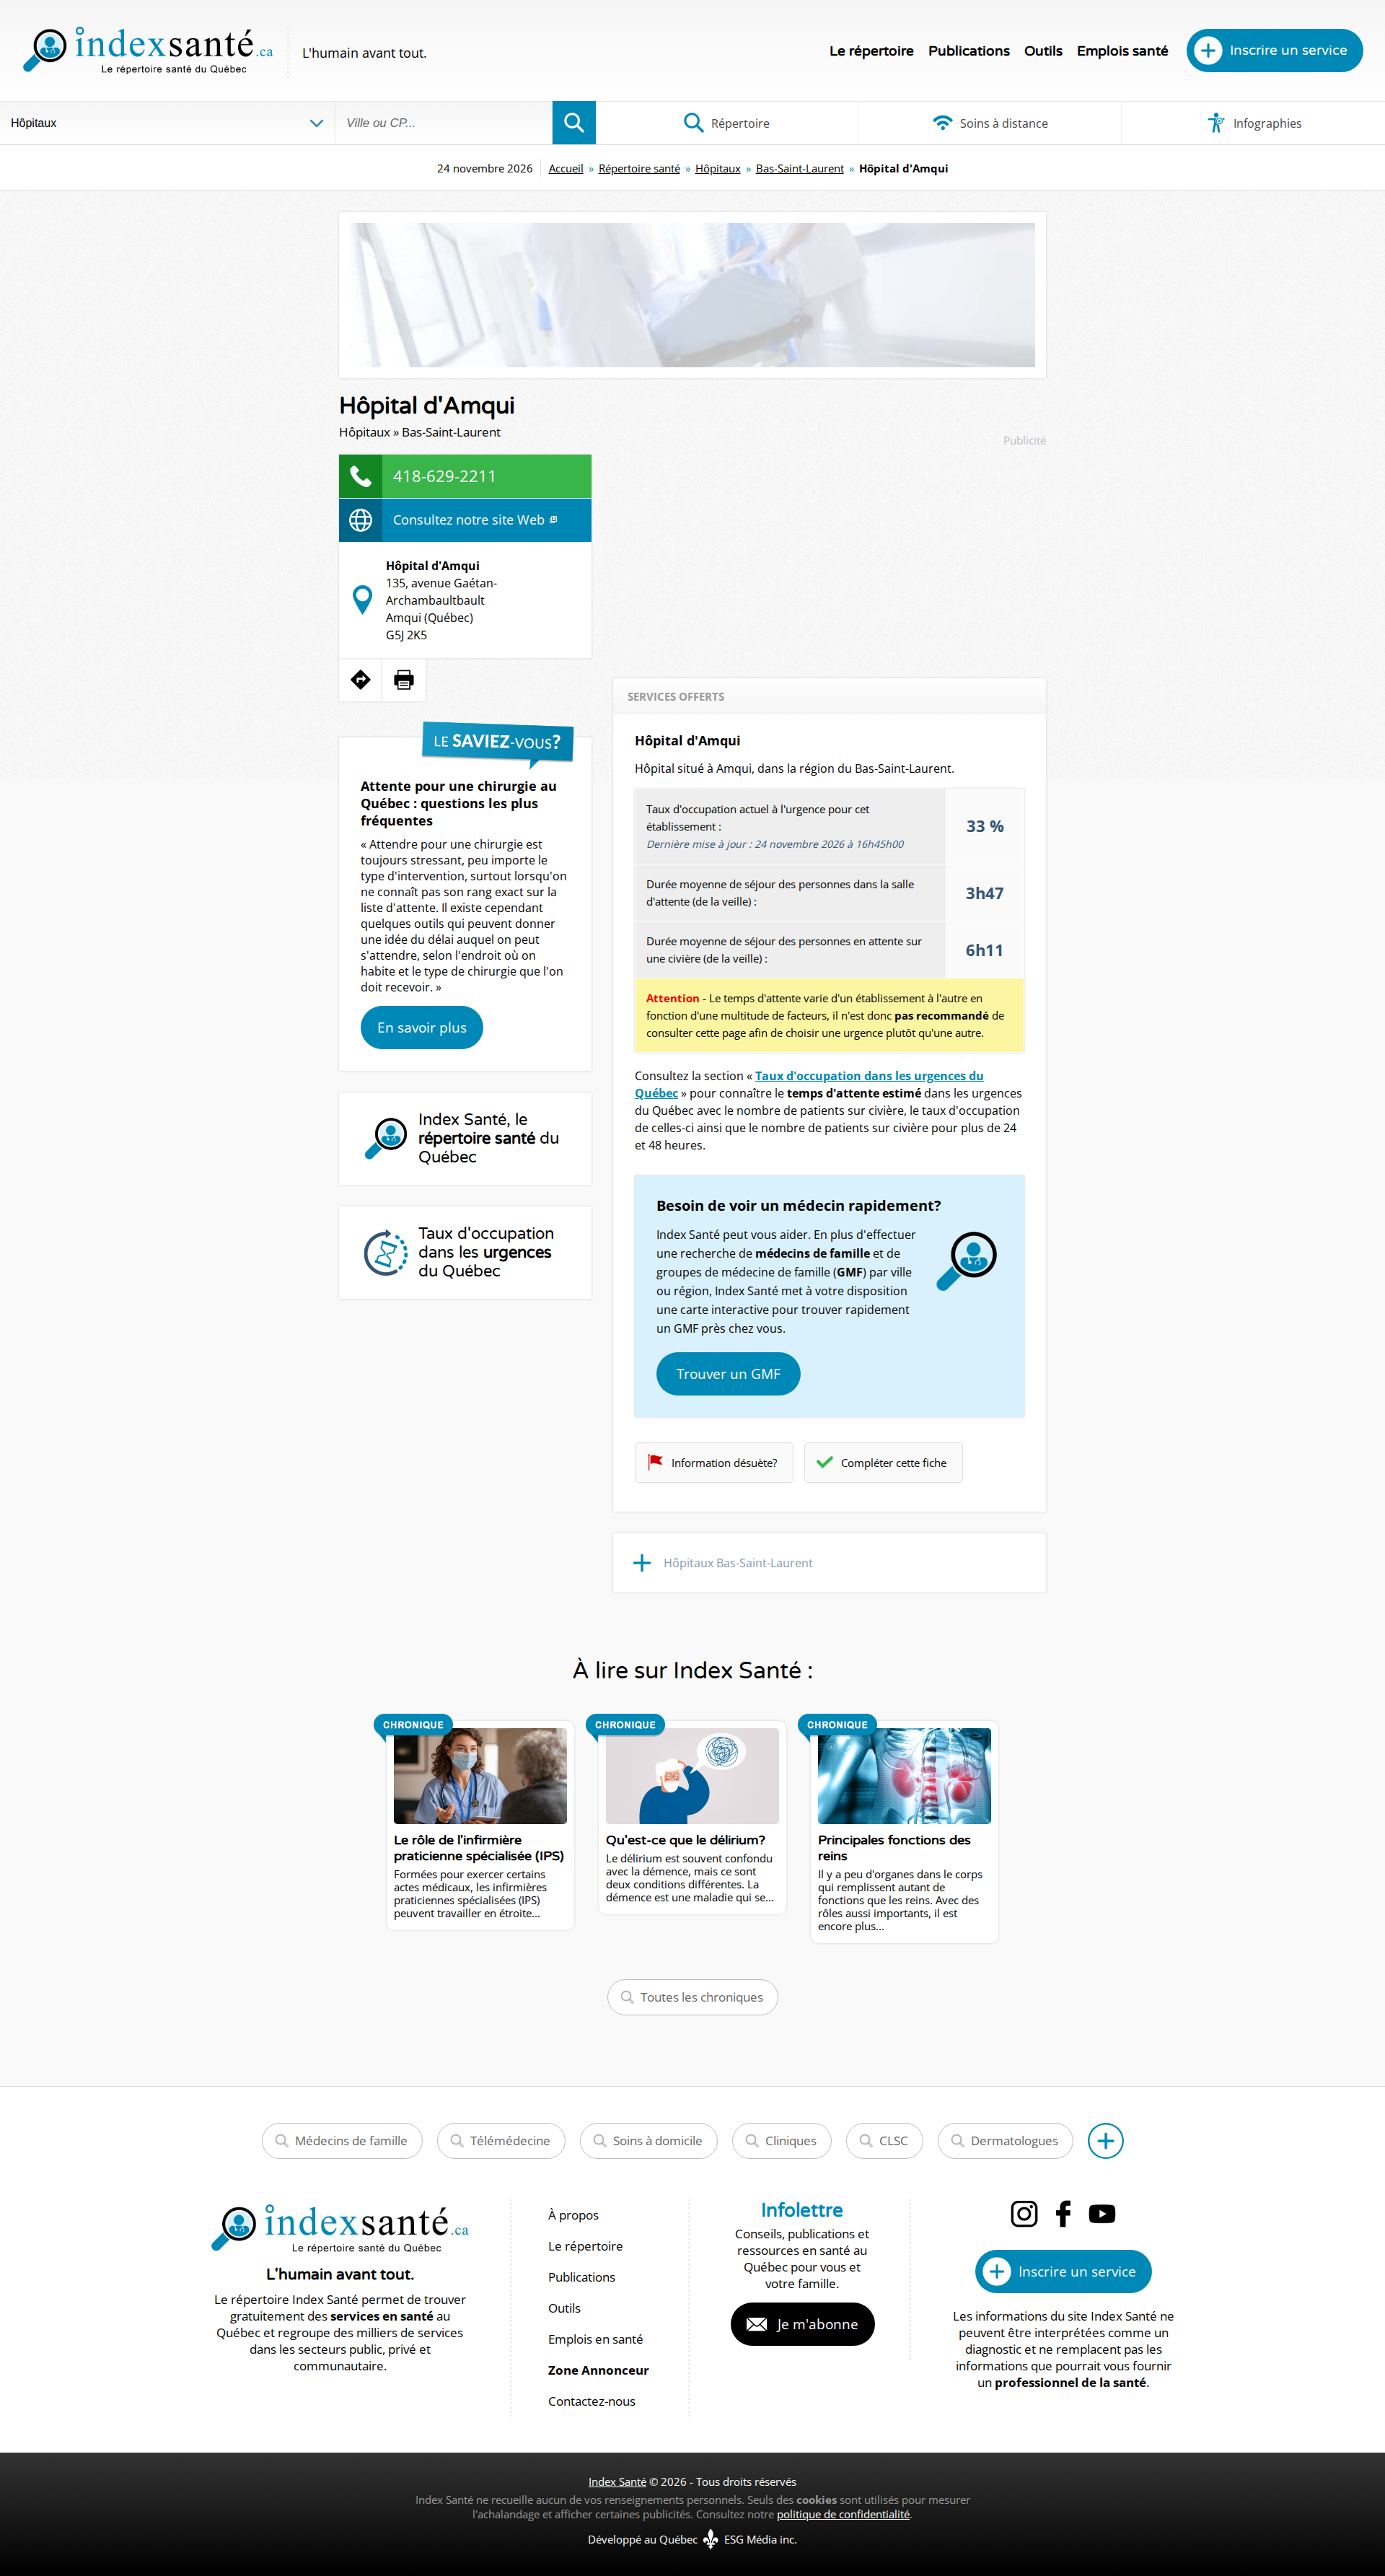 indexsanté.ca
Le répertoire santé du Québec
L'humain avant tout.
Le répertoire
Publications
Outils
Emplois santé
Inscrire un service
Hôpitaux
Ville ou CP...
Répertoire
Soins à distance
Infographies
24 novembre 2026
Accueil » Répertoire santé » Hôpitaux » Bas-Saint-Laurent » Hôpital d'Amqui
Hôpital d'Amqui
Hôpitaux » Bas-Saint-Laurent
Publicité
418-629-2211
Consultez notre site Web
Hôpital d'Amqui
135, avenue Gaétan-
Archambaultbault
Amqui (Québec)
G5J 2K5
LE SAVIEZ-VOUS?
Attente pour une chirurgie au
Québec : questions les plus
fréquentes
« Attendre pour une chirurgie est
toujours stressant, peu importe le
type d'intervention, surtout lorsqu'on
ne connaît pas son rang exact sur la
liste d'attente. Il existe cependant
quelques outils qui peuvent donner
une idée du délai auquel on peut
s'attendre, selon l'endroit où on
habite et le type de chirurgie que l'on
doit recevoir. »
En savoir plus
Index Santé, le
répertoire santé du
Québec
Taux d'occupation
dans les urgences
du Québec
SERVICES OFFERTS
Hôpital d'Amqui
Hôpital situé à Amqui, dans la région du Bas-Saint-Laurent.
Taux d'occupation actuel à l'urgence pour cet
établissement :
Dernière mise à jour : 24 novembre 2026 à 16h45h00
33 %
Durée moyenne de séjour des personnes dans la salle
d'attente (de la veille) :
3h47
Durée moyenne de séjour des personnes en attente sur
une civière (de la veille) :
6h11
Attention - Le temps d'attente varie d'un établissement à l'autre en
fonction d'une multitude de facteurs, il n'est donc pas recommandé de
consulter cette page afin de choisir une urgence plutôt qu'une autre.
Consultez la section « Taux d'occupation dans les urgences du
Québec » pour connaître le temps d'attente estimé dans les urgences
du Québec avec le nombre de patients sur civière, le taux d'occupation
de celles-ci ainsi que le nombre de patients sur civière pour plus de 24
et 48 heures.
Besoin de voir un médecin rapidement?
Index Santé peut vous aider. En plus d'effectuer
une recherche de médecins de famille et de
groupes de médecine de famille (GMF) par ville
ou région, Index Santé met à votre disposition
une carte interactive pour trouver rapidement
un GMF près chez vous.
Trouver un GMF
Information désuète?
Compléter cette fiche
Hôpitaux Bas-Saint-Laurent
À lire sur Index Santé :
CHRONIQUE
Le rôle de l'infirmière
praticienne spécialisée (IPS)
Formées pour exercer certains
actes médicaux, les infirmières
praticiennes spécialisées (IPS)
peuvent travailler en étroite...
CHRONIQUE
Qu'est-ce que le délirium?
Le délirium est souvent confondu
avec la démence, mais ce sont
deux conditions différentes. La
démence est une maladie qui se...
CHRONIQUE
Principales fonctions des
reins
Il y a peu d'organes dans le corps
qui remplissent autant de
fonctions que les reins. Avec des
rôles aussi importants, il est
encore plus...
Toutes les chroniques
Médecins de famille
Télémédecine
Soins à domicile
Cliniques
CLSC
Dermatologues
indexsanté.ca
Le répertoire santé du Québec
L'humain avant tout.
Le répertoire Index Santé permet de trouver
gratuitement des services en santé au
Québec et regroupe des milliers de services
dans les secteurs public, privé et
communautaire.
À propos
Le répertoire
Publications
Outils
Emplois en santé
Zone Annonceur
Contactez-nous
Infolettre
Conseils, publications et
ressources en santé au
Québec pour vous et
votre famille.
Je m'abonne
Inscrire un service
Les informations du site Index Santé ne
peuvent être interprétées comme un
diagnostic et ne remplacent pas les
informations que pourrait vous fournir
un professionnel de la santé.
Index Santé © 2026 - Tous droits réservés
Index Santé ne recueille aucun de vos renseignements personnels. Seuls des cookies sont utilisés pour mesurer
l'achalandage et afficher certaines publicités. Consultez notre politique de confidentialité.
Développé au Québec ESG Média inc.